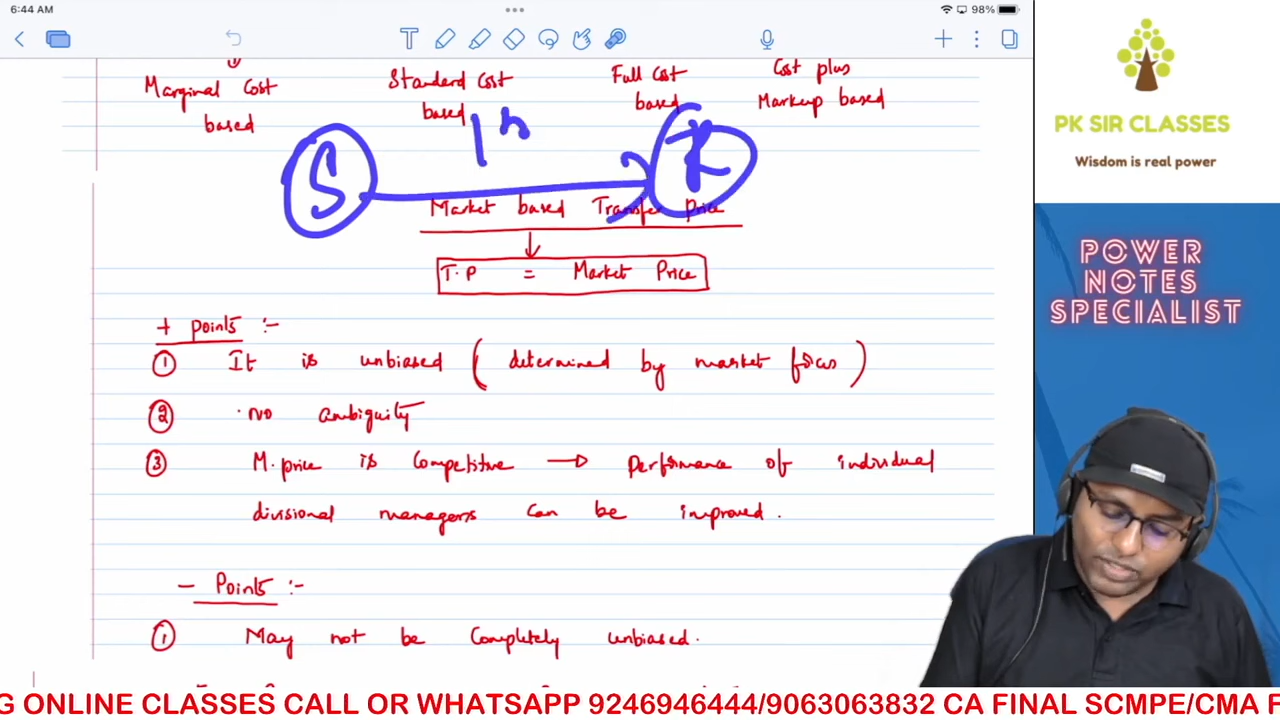 6:44 AM
98%
Marginal Cost
based
Standard Cost
based
Full Cost
based
Cost plus
Markup based
S
R
Market based Transfer Price
T.P = Market Price
+ points :-
① It is unbiased (determined by market focus)
② no ambiguity
③ M.price is Competitive → Performance of individual
divisional managers can be improved.
- Points :-
① May not be Completely unbiased.
PK SIR CLASSES
Wisdom is real power
POWER
NOTES
SPECIALIST
G ONLINE CLASSES CALL OR WHATSAPP 9246946444/9063063832 CA FINAL SCMPE/CMA F